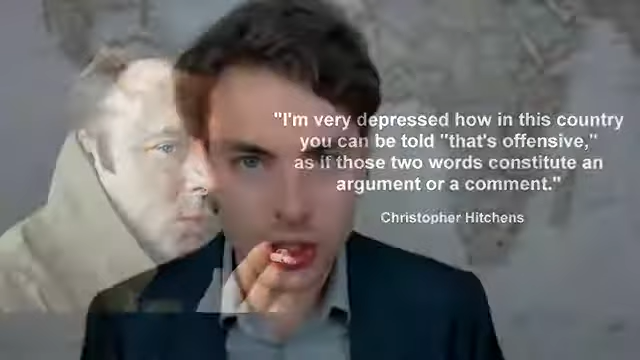 "I'm very depressed how in this country
you can be told "that's offensive,"
as if those two words constitute an
argument or a comment."
Christopher Hitchens